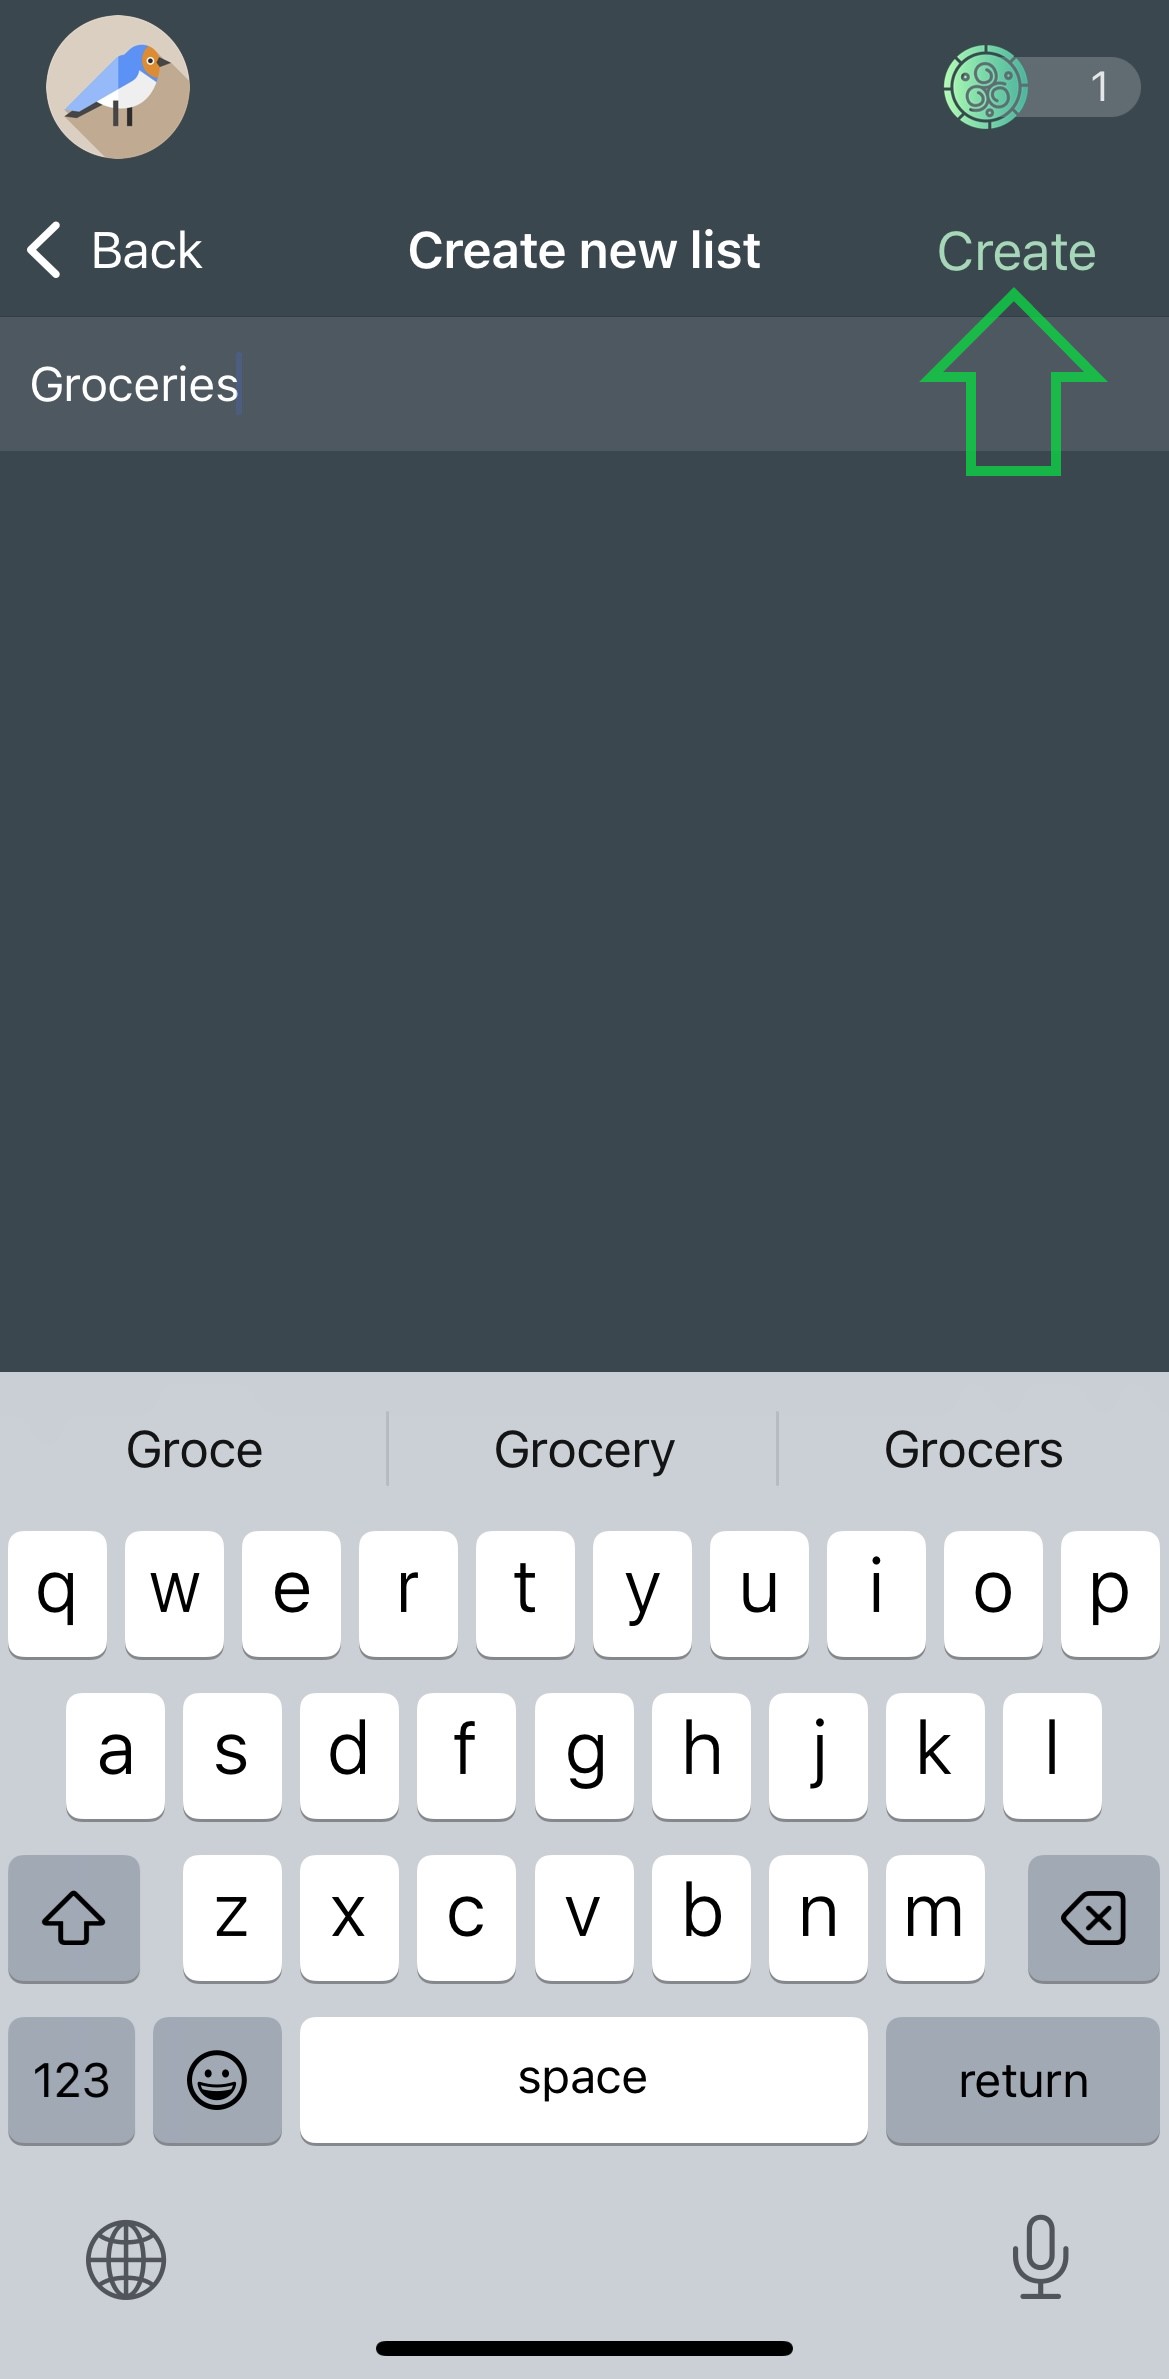 1
Back Create new list Create
Groceries
Groce Grocery Grocers
q w e r t y u i o p
a s d f g h j k l
z x c v b n m
123 space return